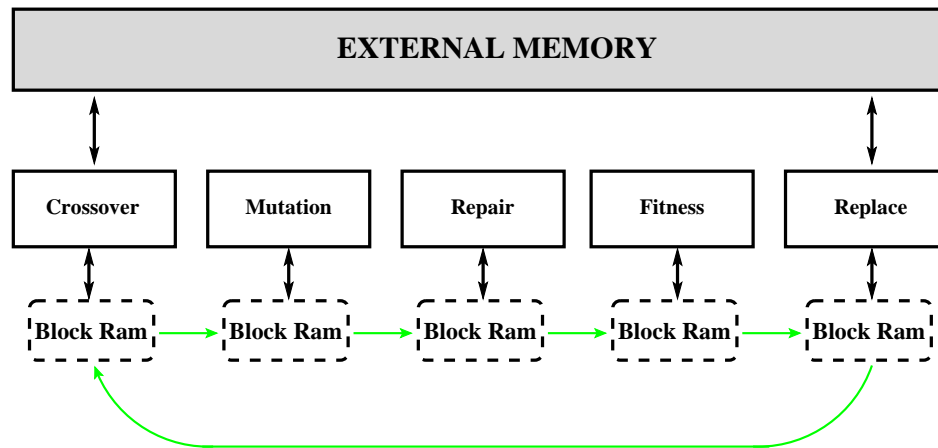 EXTERNAL MEMORY
Crossover Mutation Repair Fitness Replace
Block Ram Block Ram Block Ram Block Ram Block Ram